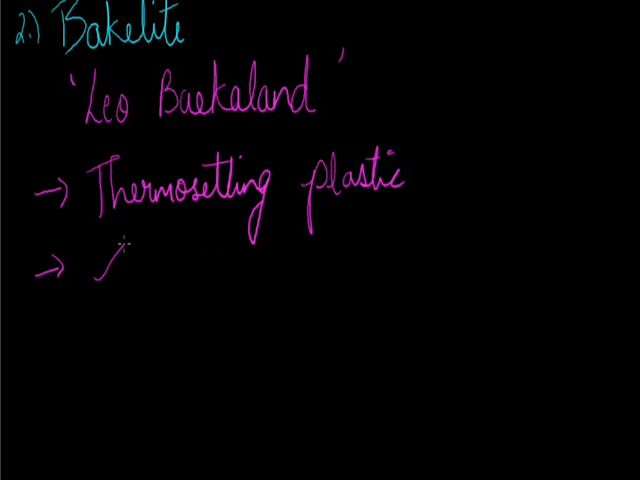 2.) Bakelite
'Leo Baekaland'
→ Thermosetting plastic
→